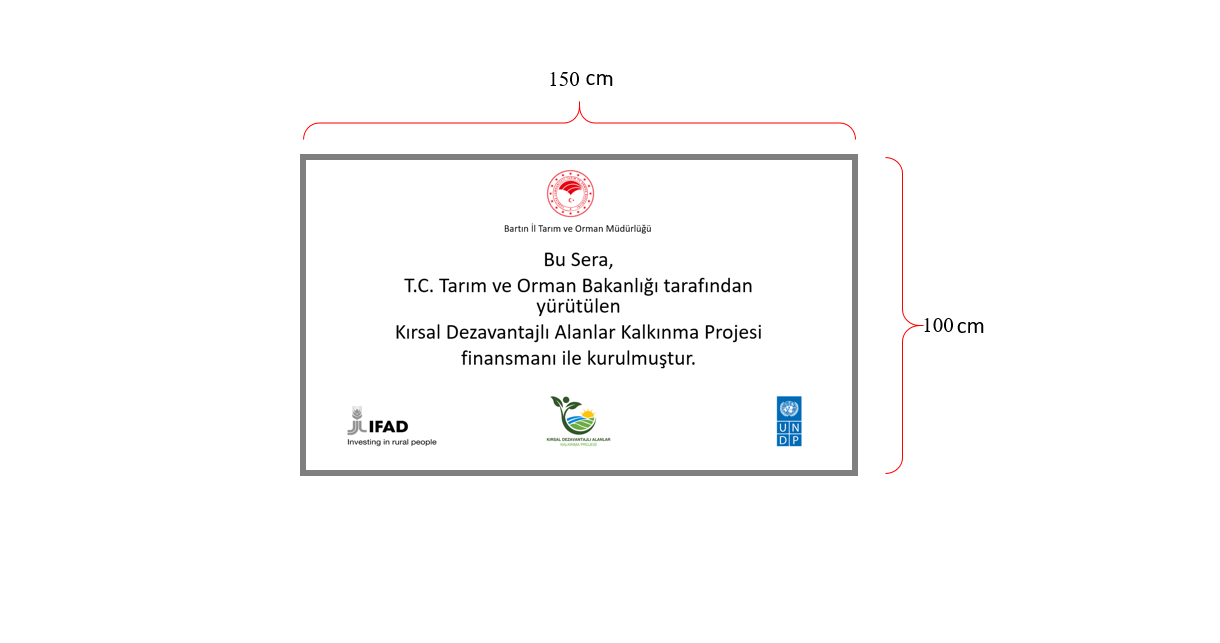 150 cm
Bartın İl Tarım ve Orman Müdürlüğü
Bu Sera,
T.C. Tarım ve Orman Bakanlığı tarafından
yürütülen
Kırsal Dezavantajlı Alanlar Kalkınma Projesi
finansmanı ile kurulmuştur.
100 cm
IFAD
Investing in rural people
KIRSAL DEZAVANTAJLI ALANLAR
KALKINMA PROJESİ
U N
D P